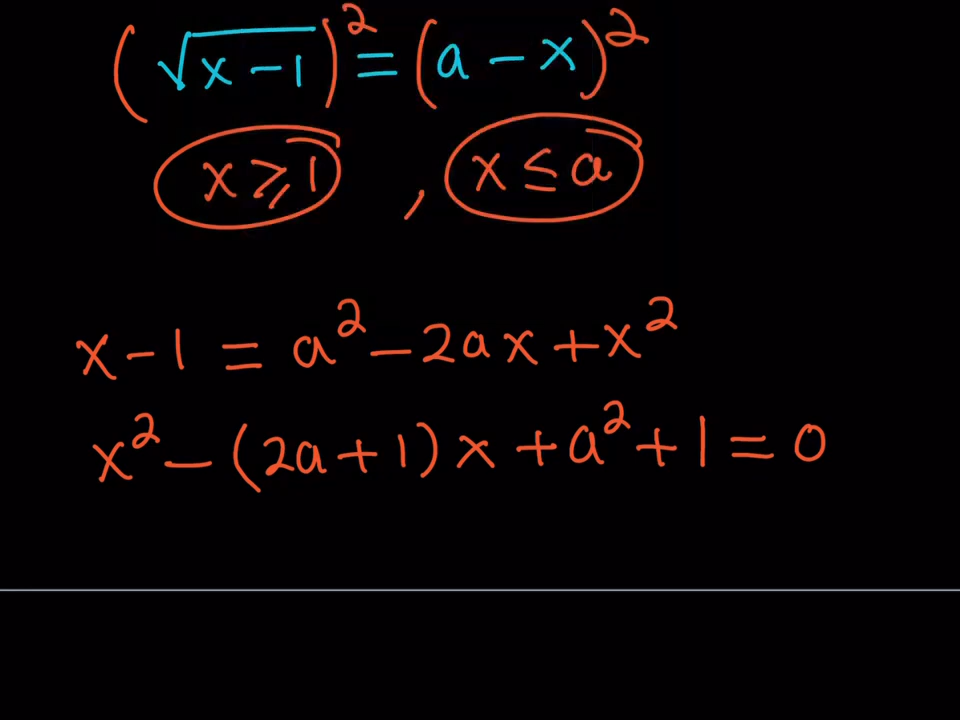 (√x − 1)² = (a − x)²
x ⩾ 1 , x ≤ a
x − 1 = a² − 2ax + x²
x² − (2a + 1)x + a² + 1 = 0